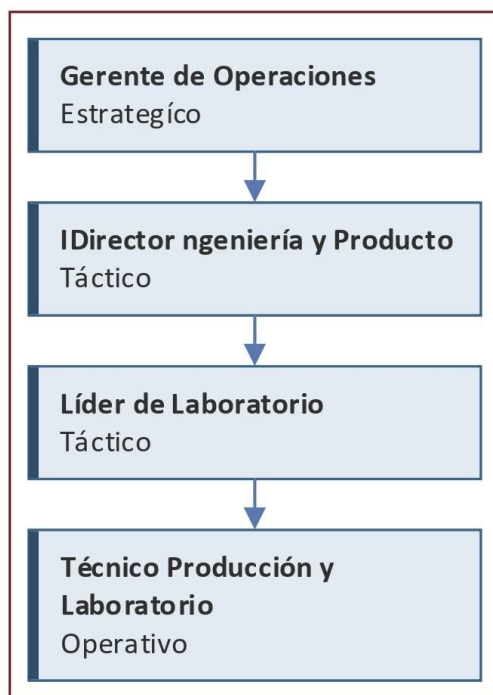 Gerente de Operaciones
Estrategíco
IDirector ngeniería y Producto
Táctico
Líder de Laboratorio
Táctico
Técnico Producción y
Laboratorio
Operativo